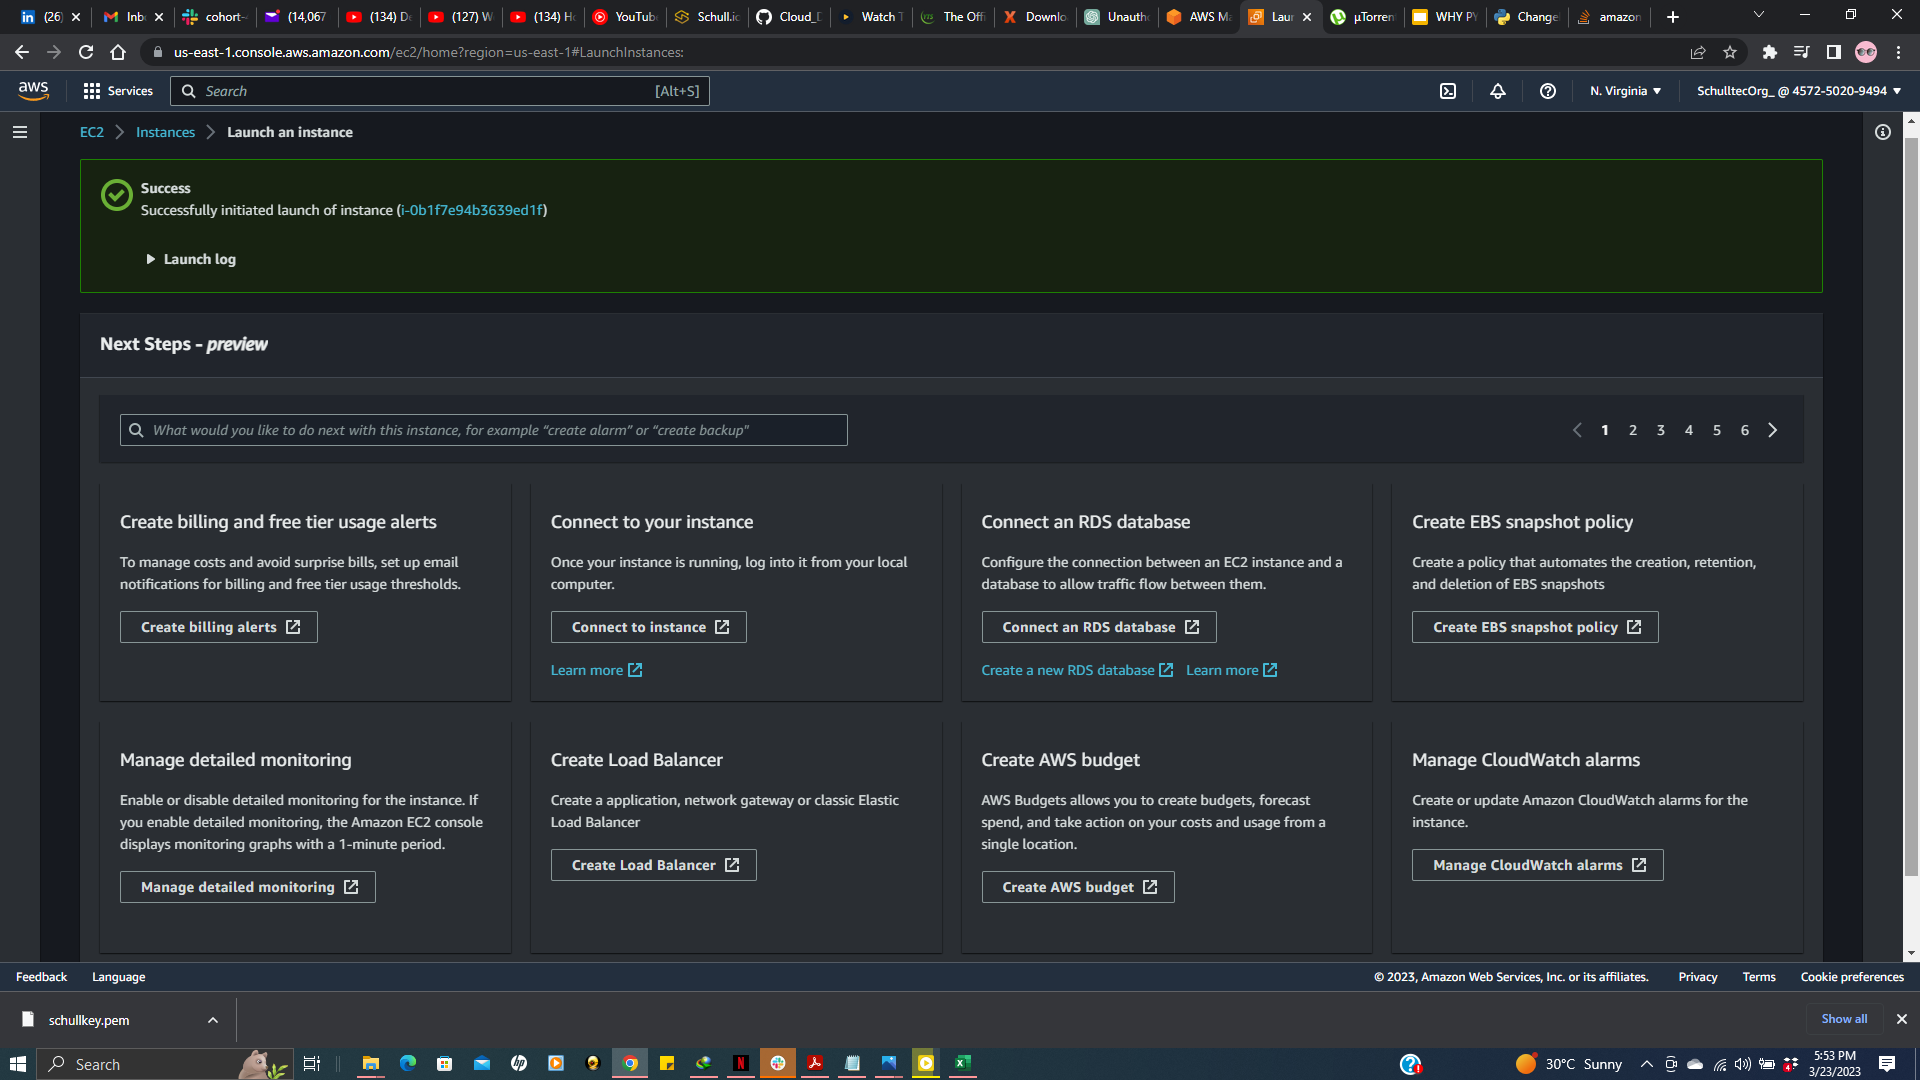 (26)
Inb
cohort-
(14,067
(134) D
(127) W
(134) H
YouTub
Schull.ic
Cloud_D
Watch T
The Offi
Downlo
Unauth
AWS Ma
Laun
µTorren
WHY PY
Change
amazon
us-east-1.console.aws.amazon.com/ec2/home?region=us-east-1#LaunchInstances:
aws
Services
Search
[Alt+S]
N. Virginia
SchulltecOrg_ @ 4572-5020-9494
EC2
Instances
Launch an instance
Success
Successfully initiated launch of instance (i-0b1f7e94b3639ed1f)
Launch log
Next Steps - preview
What would you like to do next with this instance, for example “create alarm” or “create backup”
1 2 3 4 5 6
Create billing and free tier usage alerts
To manage costs and avoid surprise bills, set up email
notifications for billing and free tier usage thresholds.
Create billing alerts
Connect to your instance
Once your instance is running, log into it from your local
computer.
Connect to instance
Learn more
Connect an RDS database
Configure the connection between an EC2 instance and a
database to allow traffic flow between them.
Connect an RDS database
Create a new RDS database
Learn more
Create EBS snapshot policy
Create a policy that automates the creation, retention,
and deletion of EBS snapshots
Create EBS snapshot policy
Manage detailed monitoring
Enable or disable detailed monitoring for the instance. If
you enable detailed monitoring, the Amazon EC2 console
displays monitoring graphs with a 1-minute period.
Manage detailed monitoring
Create Load Balancer
Create a application, network gateway or classic Elastic
Load Balancer
Create Load Balancer
Create AWS budget
AWS Budgets allows you to create budgets, forecast
spend, and take action on your costs and usage from a
single location.
Create AWS budget
Manage CloudWatch alarms
Create or update Amazon CloudWatch alarms for the
instance.
Manage CloudWatch alarms
Feedback
Language
© 2023, Amazon Web Services, Inc. or its affiliates.
Privacy
Terms
Cookie preferences
schullkey.pem
Show all
Search
30°C Sunny
5:53 PM
3/23/2023